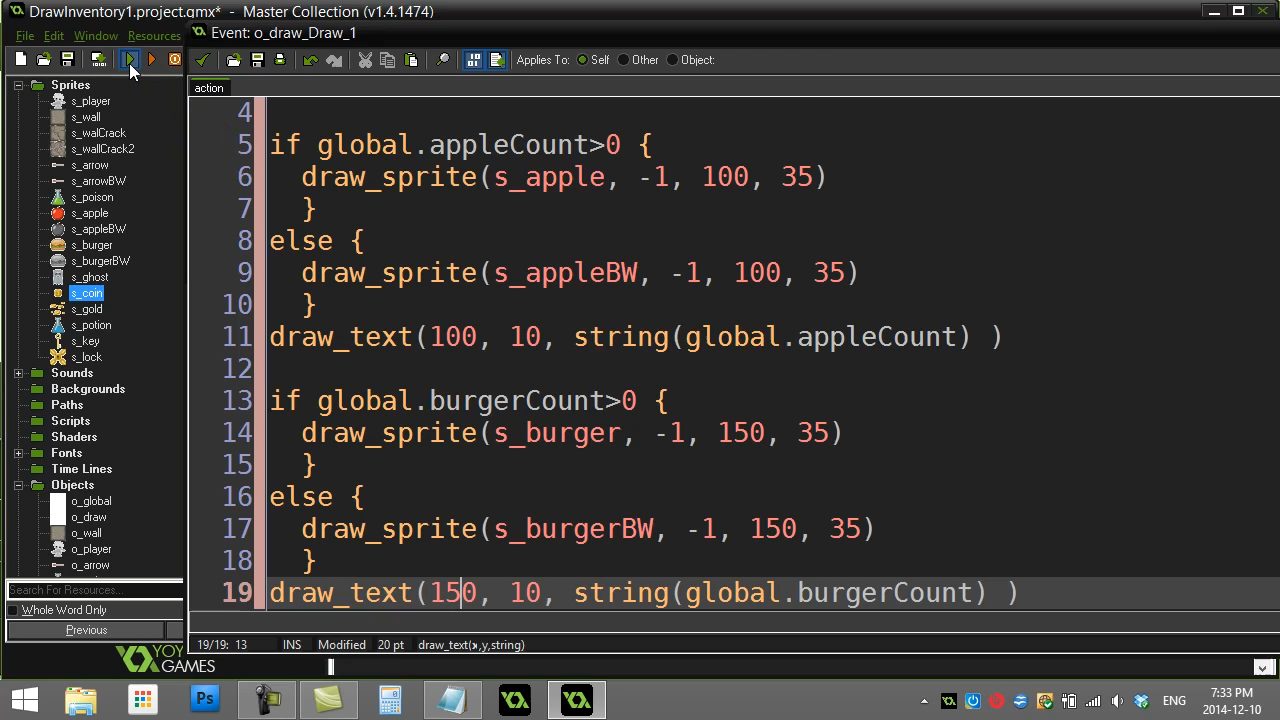 DrawInventory1.project.gmx* - Master Collection (v1.4.1474)
Event: o_draw_Draw_1
File Edit Window Resources
Applies To: Self Other Object:
action
Sprites
s_player
s_wall
s_walCrack
s_wallCrack2
s_arrow
s_arrowBW
s_poison
s_apple
s_appleBW
s_burger
s_burgerBW
s_ghost
s_coin
s_gold
s_potion
s_key
s_lock
Sounds
Backgrounds
Paths
Scripts
Shaders
Fonts
Time Lines
Objects
o_global
o_draw
o_wall
o_player
o_arrow
Search For Resources...
Whole Word Only
Previous
4
5 if global.appleCount>0 {
6 draw_sprite(s_apple, -1, 100, 35)
7 }
8 else {
9 draw_sprite(s_appleBW, -1, 100, 35)
10 }
11 draw_text(100, 10, string(global.appleCount) )
12
13 if global.burgerCount>0 {
14 draw_sprite(s_burger, -1, 150, 35)
15 }
16 else {
17 draw_sprite(s_burgerBW, -1, 150, 35)
18 }
19 draw_text(150, 10, string(global.burgerCount) )
19/19: 13 INS Modified 20 pt draw_text(x,y,string)
YOY
GAMES
Ps
ENG
7:33 PM
2014-12-10